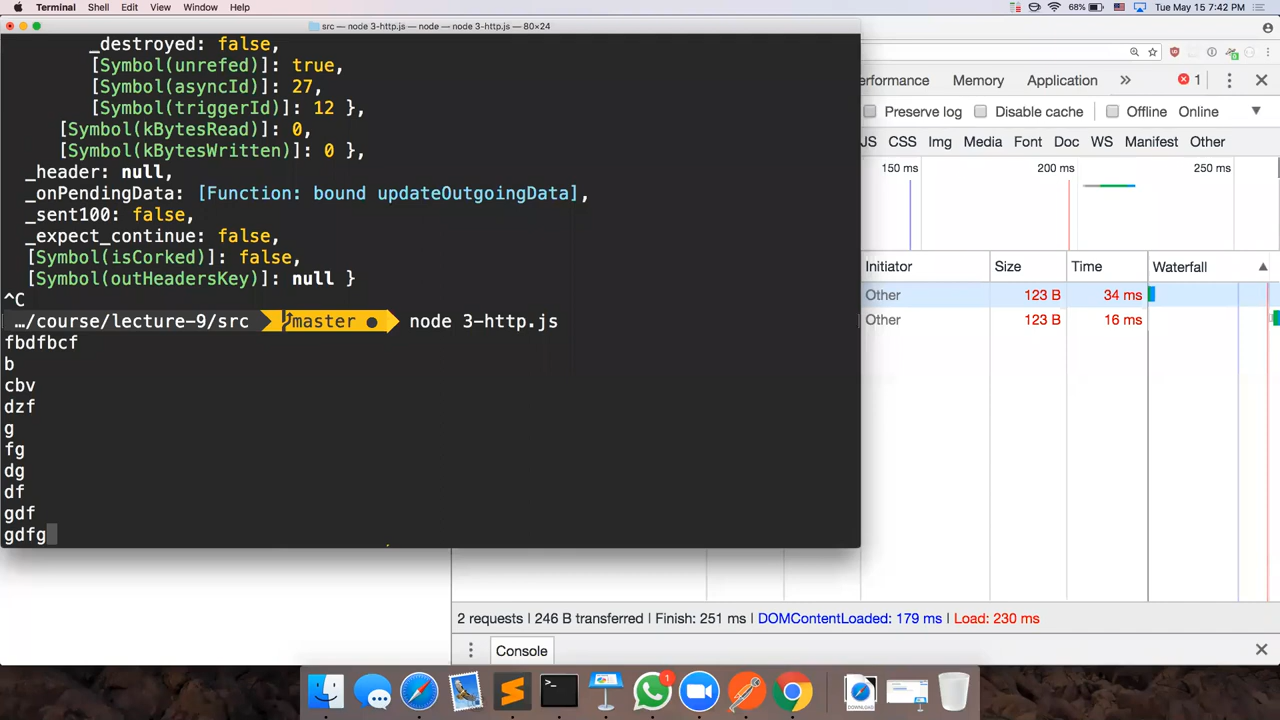 Terminal Shell Edit View Window Help 68% Tue May 15 7:42 PM
src — node 3-http.js — node — node 3-http.js — 80×24
_destroyed: false,
[Symbol(unrefed)]: true,
[Symbol(asyncId)]: 27,
[Symbol(triggerId)]: 12 },
[Symbol(kBytesRead)]: 0,
[Symbol(kBytesWritten)]: 0 },
_header: null,
_onPendingData: [Function: bound updateOutgoingData],
_sent100: false,
_expect_continue: false,
[Symbol(isCorked)]: false,
[Symbol(outHeadersKey)]: null }
^C
…/course/lecture-9/src master ● node 3-http.js
fbdfbcf
b
cbv
dzf
g
fg
dg
df
gdf
gdfg
erformance Memory Application » 1
Preserve log Disable cache Offline Online
JS CSS Img Media Font Doc WS Manifest Other
150 ms 200 ms 250 ms
Initiator Size Time Waterfall
Other 123 B 34 ms
Other 123 B 16 ms
2 requests | 246 B transferred | Finish: 251 ms | DOMContentLoaded: 179 ms | Load: 230 ms
Console
1
DOWNLOAD